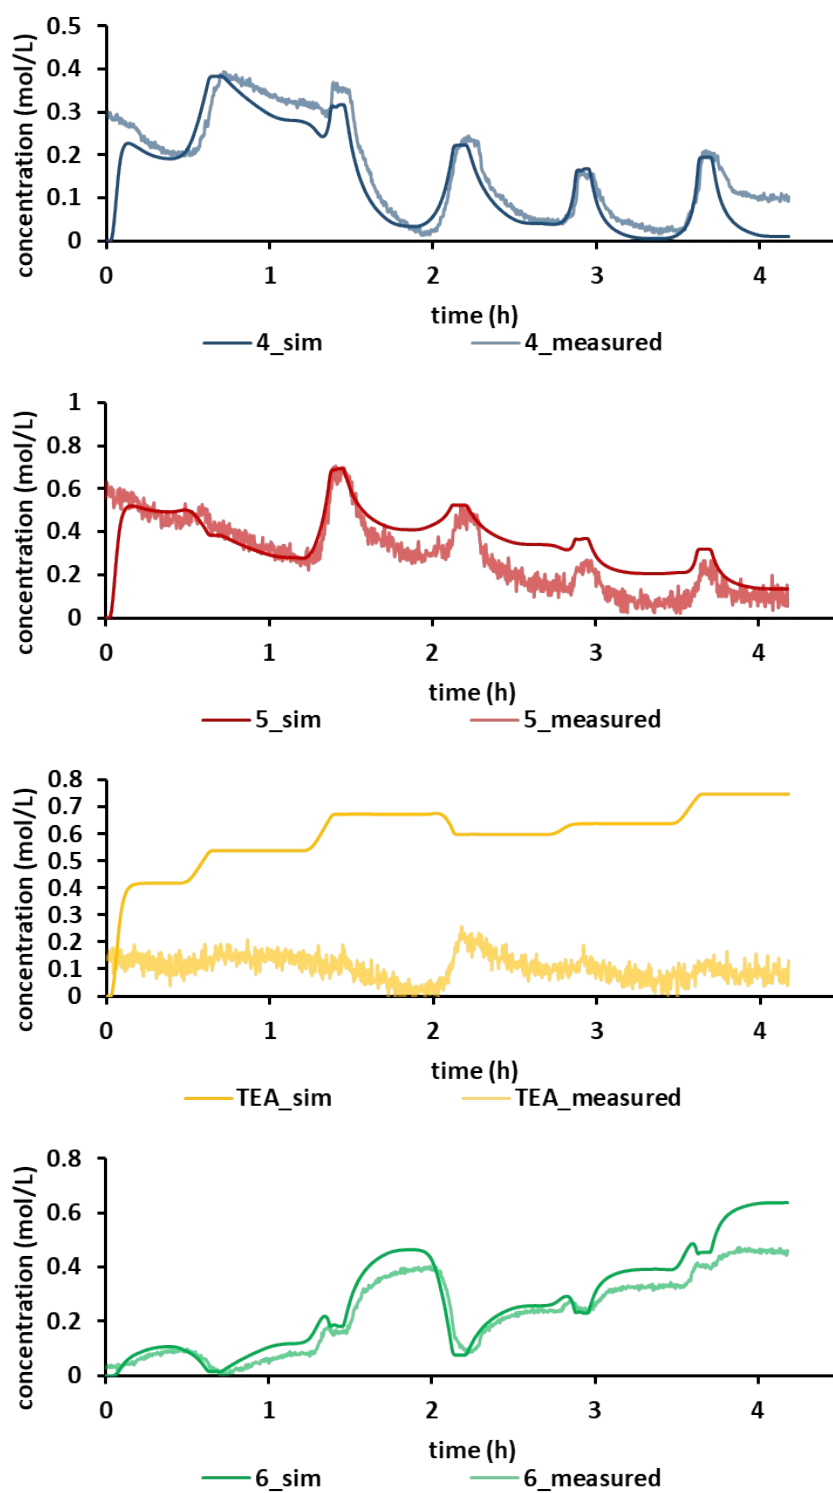 concentration (mol/L)
0.5
0.4
0.3
0.2
0.1
0
0 1 2 3 4
time (h)
4_sim 4_measured
concentration (mol/L)
1
0.8
0.6
0.4
0.2
0
0 1 2 3 4
time (h)
5_sim 5_measured
concentration (mol/L)
0.8
0.7
0.6
0.5
0.4
0.3
0.2
0.1
0
0 1 2 3 4
time (h)
TEA_sim TEA_measured
concentration (mol/L)
0.8
0.6
0.4
0.2
0
0 1 2 3 4
time (h)
6_sim 6_measured